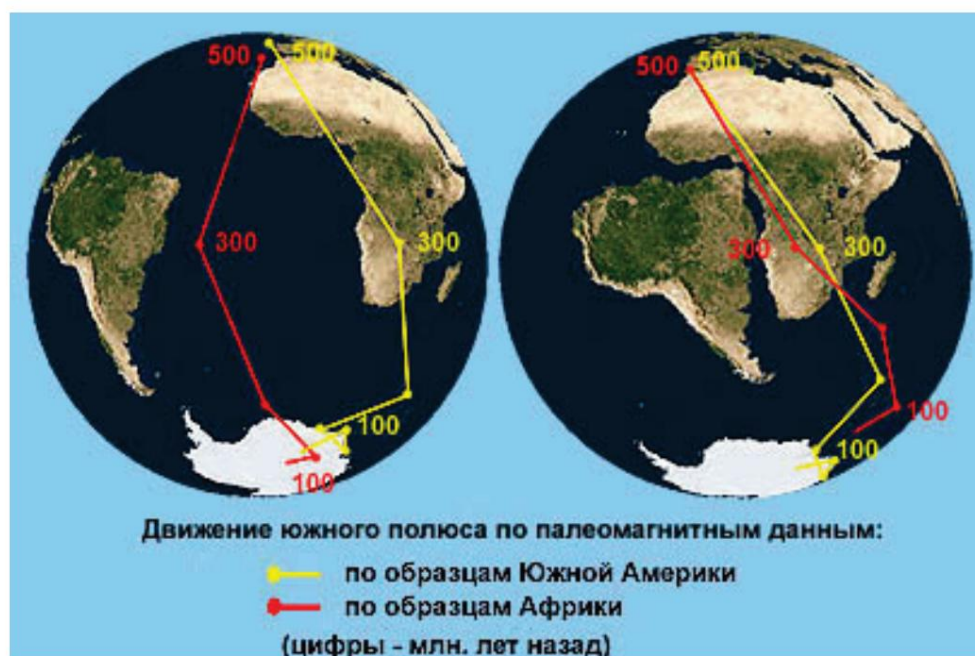 500 500 500 500
300 300 300 300
100 100
100 100
Движение южного полюса по палеомагнитным данным:
по образцам Южной Америки
по образцам Африки
(цифры - млн. лет назад)